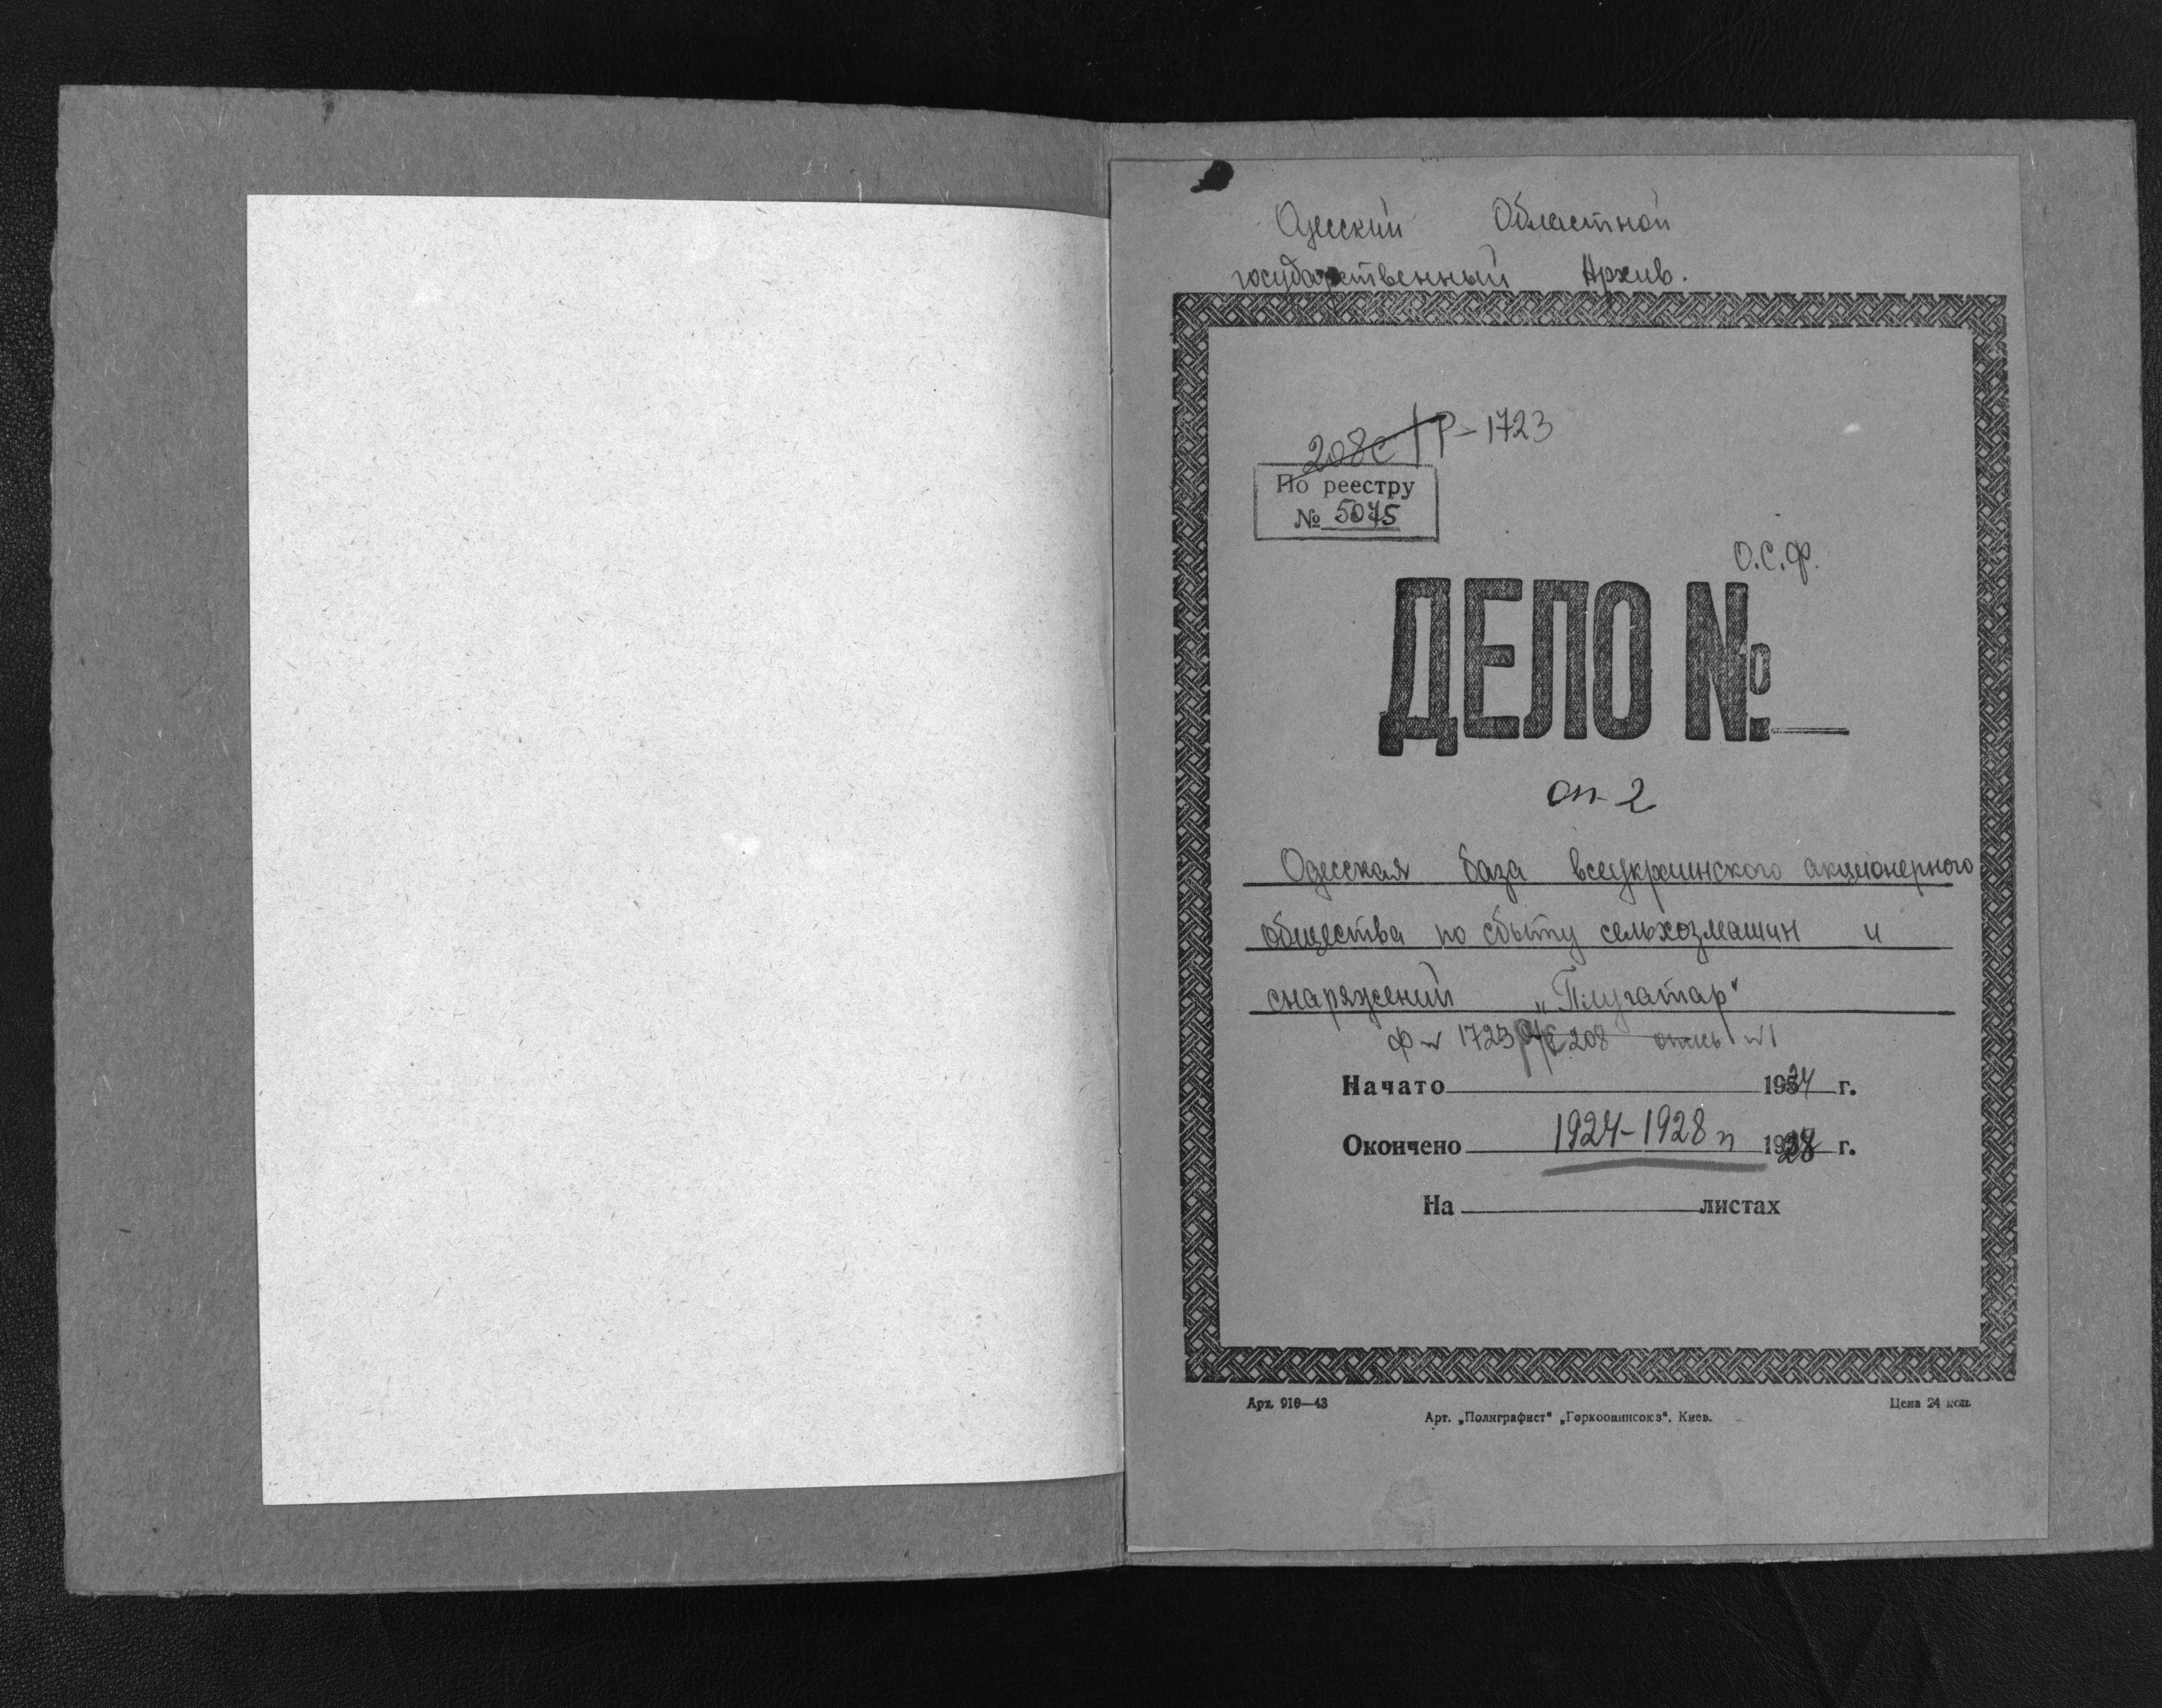 Одесский Областной
государственный Архив.
208с Р-1723
По реестру
№ 5075
О.С.Ф.
ДЕЛО №
оп-2
Одесская база всеукраинского акционерного
общества по сбыту сельхозмашин и
снаряжений „Плугатар"
Ф № 1723 208 опись №1
Начато 1924 г.
Окончено 1924-1928 1928 г.
На листах
Арт. 910—43
Цена 24 коп.
Арт. „Полиграфист" „Горкоопинсоюз", Киев.